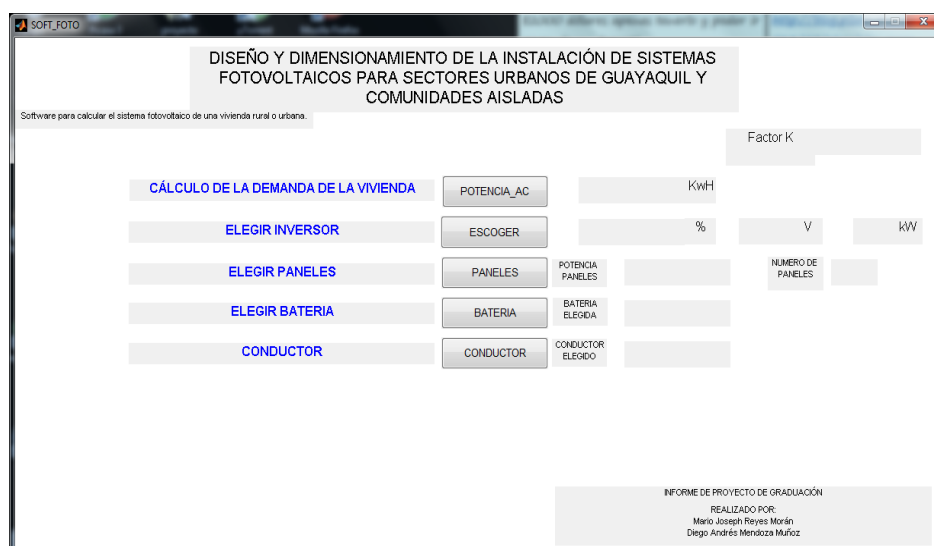 SOFT_FOTO
DISEÑO Y DIMENSIONAMIENTO DE LA INSTALACIÓN DE SISTEMAS
FOTOVOLTAICOS PARA SECTORES URBANOS DE GUAYAQUIL Y
COMUNIDADES AISLADAS
Software para calcular el sistema fotovoltaico de una vivienda rural o urbana.
Factor K
CÁLCULO DE LA DEMANDA DE LA VIVIENDA POTENCIA_AC KwH
ELEGIR INVERSOR ESCOGER % V kW
ELEGIR PANELES PANELES POTENCIA PANELES NUMERO DE PANELES
ELEGIR BATERIA BATERIA BATERIA ELEGIDA
CONDUCTOR CONDUCTOR CONDUCTOR ELEGIDO
INFORME DE PROYECTO DE GRADUACIÓN
REALIZADO POR:
Mario Joseph Reyes Morán
Diego Andrés Mendoza Muñoz